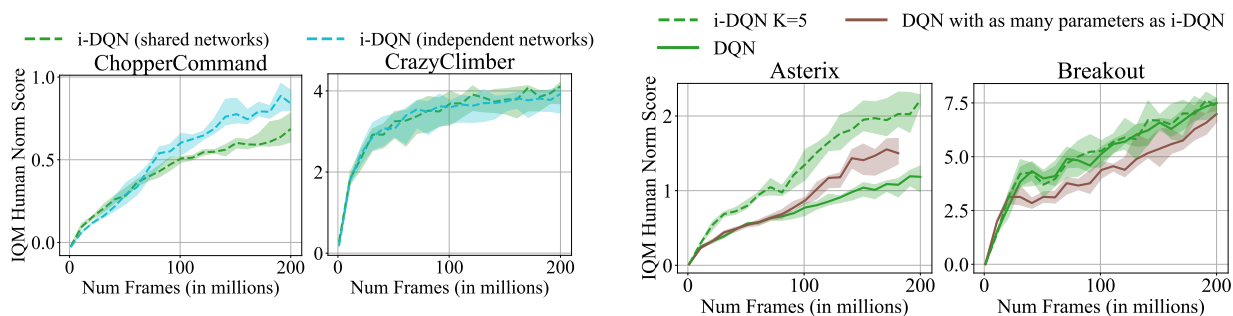 i-DQN (shared networks)
i-DQN (independent networks)
ChopperCommand
CrazyClimber
IQM Human Norm Score
1.0
0.5
0.0
0
100
200
Num Frames (in millions)
4
2
0
0
100
200
Num Frames (in millions)
i-DQN K=5
DQN with as many parameters as i-DQN
DQN
Asterix
Breakout
IQM Human Norm Score
2
1
0
0
100
200
Num Frames (in millions)
7.5
5.0
2.5
0.0
0
100
200
Num Frames (in millions)